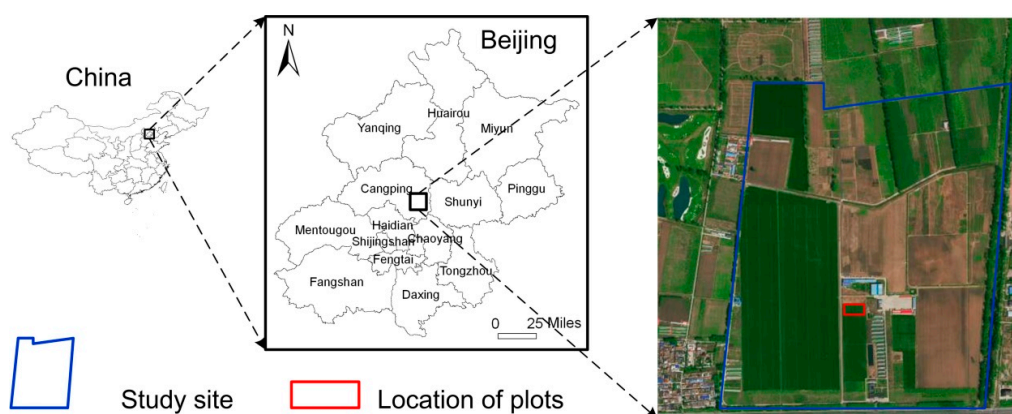 China
Beijing
N
Huairou
Yanqing
Miyun
Cangping
Pinggu
Shunyi
Haidian
Mentougou
Chaoyang
Shijingshan
Fengtai
Tongzhou
Fangshan
Daxing
0 25 Miles
Study site
Location of plots